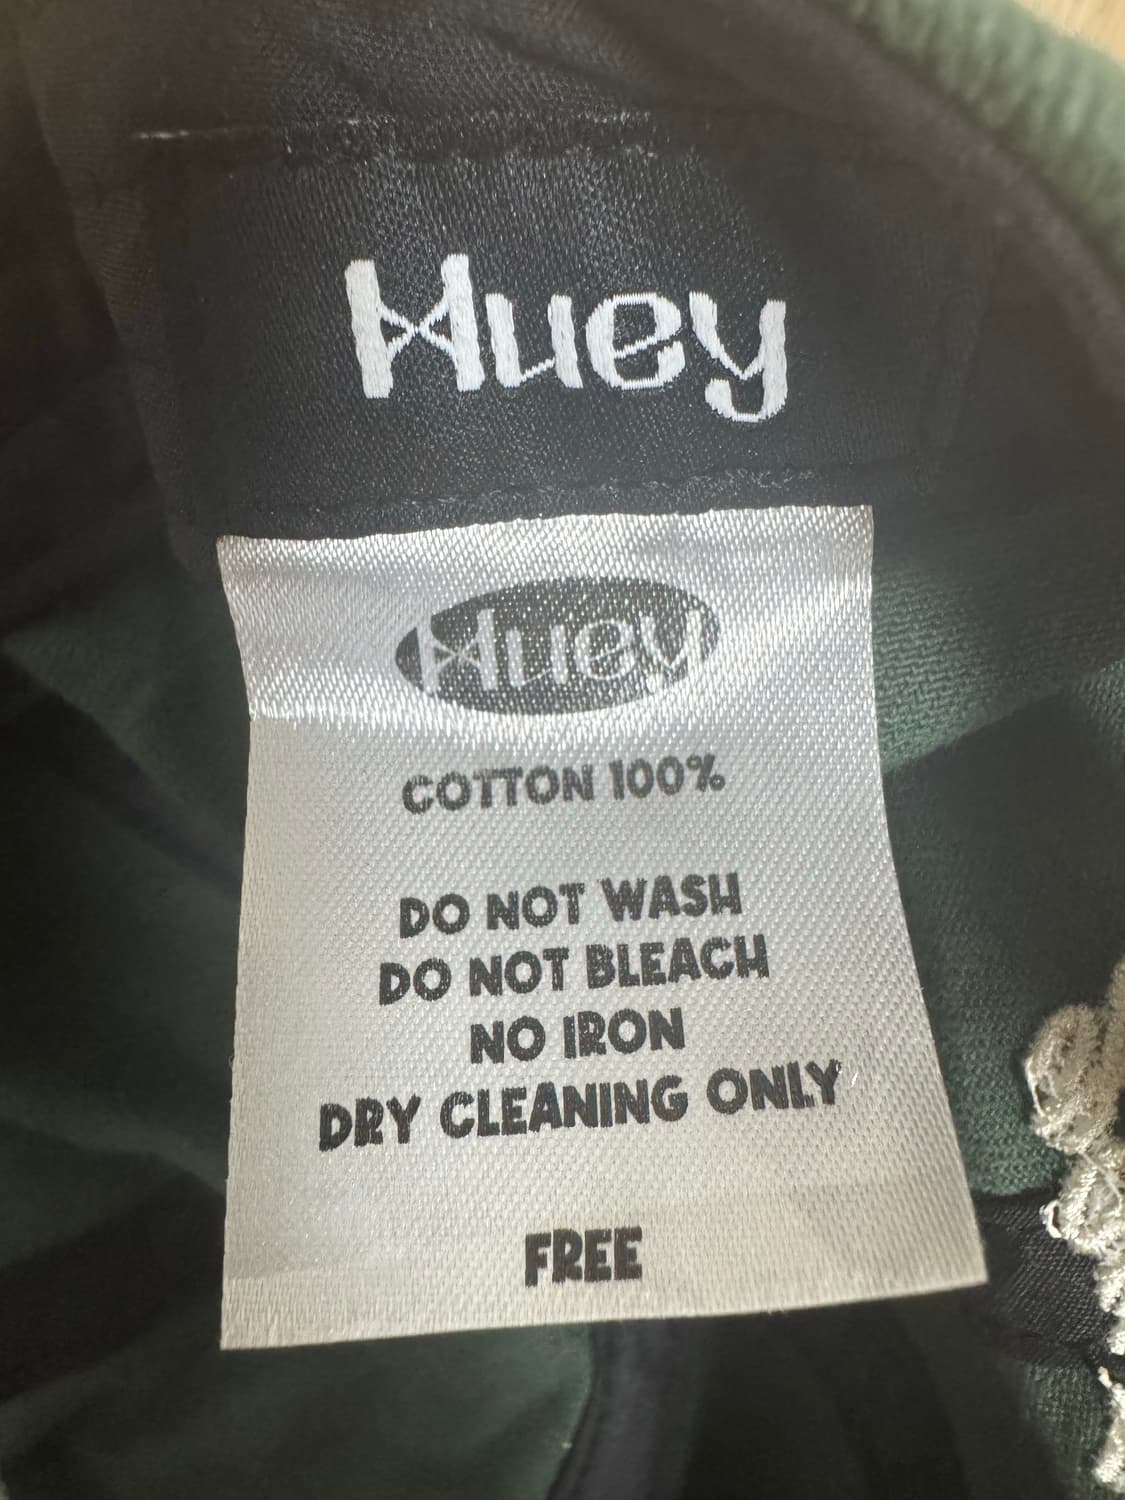 Huey
Huey
COTTON 100%
DO NOT WASH
DO NOT BLEACH
NO IRON
DRY CLEANING ONLY
FREE